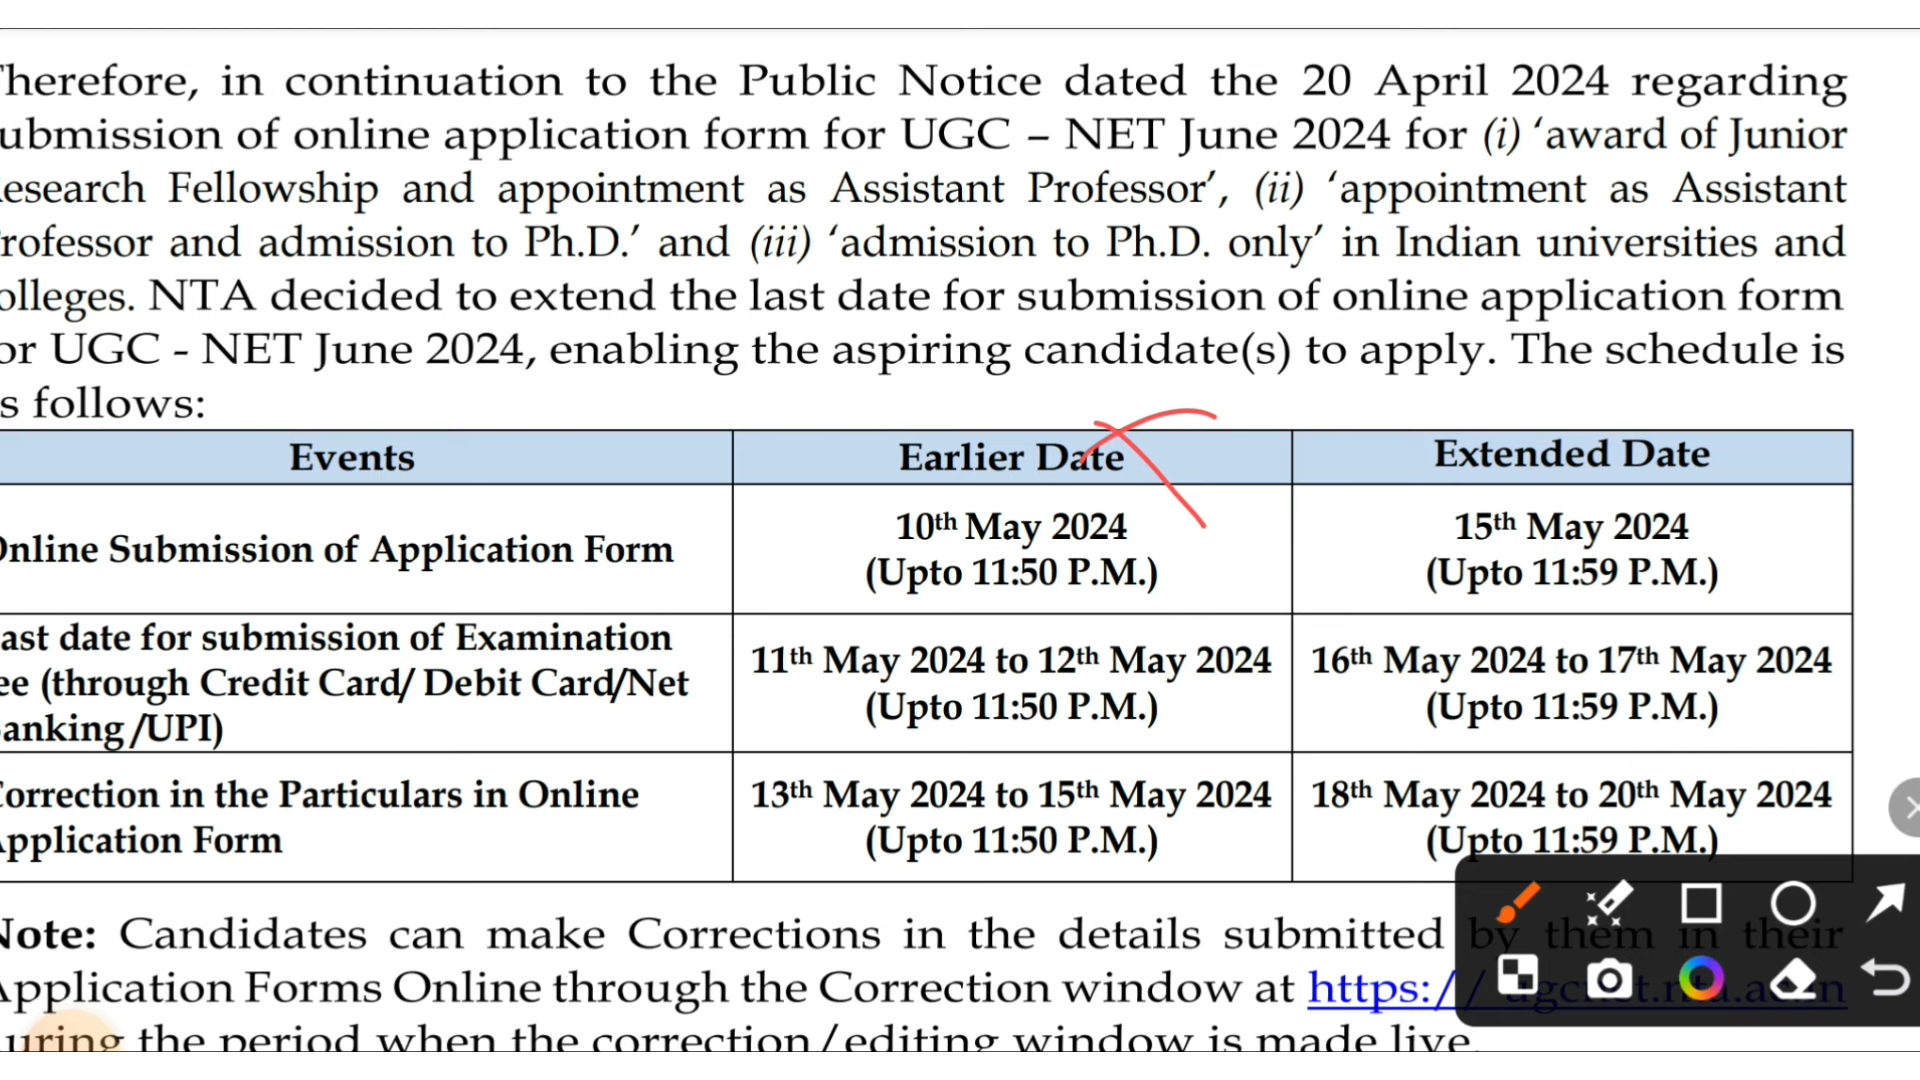 herefore, in continuation to the Public Notice dated the 20 April 2024 regarding
ubmission of online application form for UGC – NET June 2024 for (i) ‘award of Junior
esearch Fellowship and appointment as Assistant Professor’, (ii) ‘appointment as Assistant
rofessor and admission to Ph.D.’ and (iii) ‘admission to Ph.D. only’ in Indian universities and
olleges. NTA decided to extend the last date for submission of online application form
or UGC - NET June 2024, enabling the aspiring candidate(s) to apply. The schedule is
s follows:
Events Earlier Date Extended Date
Online Submission of Application Form
10th May 2024
(Upto 11:50 P.M.)
15th May 2024
(Upto 11:59 P.M.)
ast date for submission of Examination
ee (through Credit Card/ Debit Card/Net
anking /UPI)
11th May 2024 to 12th May 2024
(Upto 11:50 P.M.)
16th May 2024 to 17th May 2024
(Upto 11:59 P.M.)
Correction in the Particulars in Online
Application Form
13th May 2024 to 15th May 2024
(Upto 11:50 P.M.)
18th May 2024 to 20th May 2024
(Upto 11:59 P.M.)
Note: Candidates can make Corrections in the details submitted by them in their
Application Forms Online through the Correction window at https://ugcnet.nta.ac.in
uring the period when the correction/editing window is made live.